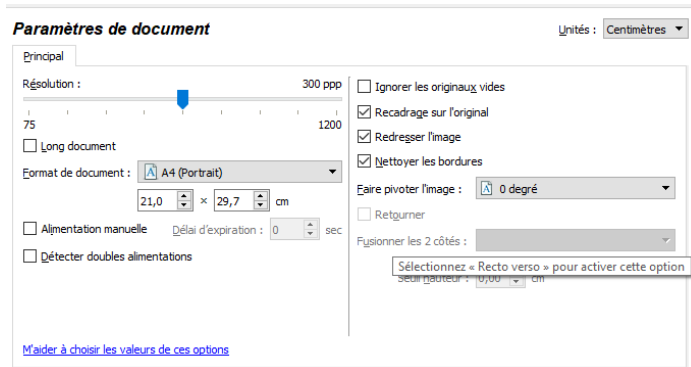 Paramètres de document
Unités : Centimètres
Principal
Résolution : 300 ppp
75 1200
Long document
Format de document : A4 (Portrait)
21,0 × 29,7 cm
Alimentation manuelle Délai d'expiration : 0 sec
Détecter doubles alimentations
M'aider à choisir les valeurs de ces options
Ignorer les originaux vides
Recadrage sur l'original
Redresser l'image
Nettoyer les bordures
Faire pivoter l'image : 0 degré
Retourner
Fusionner les 2 côtés :
Sélectionnez « Recto verso » pour activer cette option
Seuil hauteur : 0,00 cm